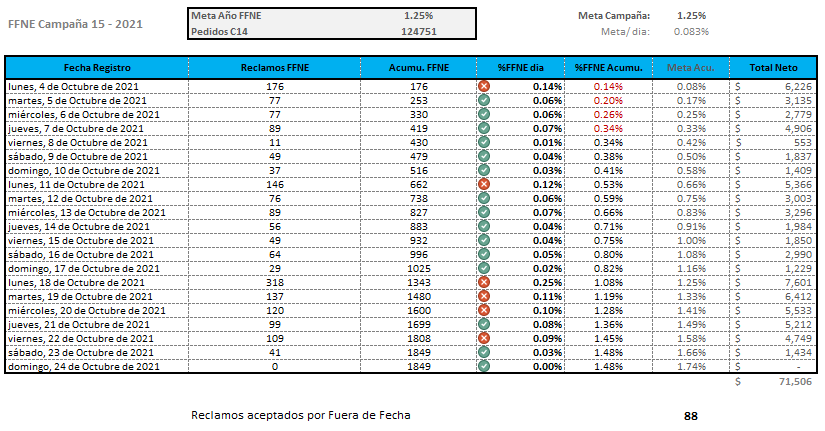 FFNE Campaña 15 - 2021
Meta Año FFNE 1.25% Meta Campaña: 1.25%
Pedidos C14 124751 Meta/ dia: 0.083%
Fecha Registro Reclamos FFNE Acumu. FFNE %FFNE dia %FFNE Acumu. Meta Acu. Total Neto
lunes, 4 de Octubre de 2021 176 176 0.14% 0.14% 0.08% $ 6,226
martes, 5 de Octubre de 2021 77 253 0.06% 0.20% 0.17% $ 3,135
miércoles, 6 de Octubre de 2021 77 330 0.06% 0.26% 0.25% $ 2,779
jueves, 7 de Octubre de 2021 89 419 0.07% 0.34% 0.33% $ 4,906
viernes, 8 de Octubre de 2021 11 430 0.01% 0.34% 0.42% $ 553
sábado, 9 de Octubre de 2021 49 479 0.04% 0.38% 0.50% $ 1,837
domingo, 10 de Octubre de 2021 37 516 0.03% 0.41% 0.58% $ 1,409
lunes, 11 de Octubre de 2021 146 662 0.12% 0.53% 0.66% $ 5,366
martes, 12 de Octubre de 2021 76 738 0.06% 0.59% 0.75% $ 3,003
miércoles, 13 de Octubre de 2021 89 827 0.07% 0.66% 0.83% $ 3,296
jueves, 14 de Octubre de 2021 56 883 0.04% 0.71% 0.91% $ 1,984
viernes, 15 de Octubre de 2021 49 932 0.04% 0.75% 1.00% $ 1,850
sábado, 16 de Octubre de 2021 64 996 0.05% 0.80% 1.08% $ 2,990
domingo, 17 de Octubre de 2021 29 1025 0.02% 0.82% 1.16% $ 1,229
lunes, 18 de Octubre de 2021 318 1343 0.25% 1.08% 1.25% $ 7,601
martes, 19 de Octubre de 2021 137 1480 0.11% 1.19% 1.33% $ 6,412
miércoles, 20 de Octubre de 2021 120 1600 0.10% 1.28% 1.41% $ 5,533
jueves, 21 de Octubre de 2021 99 1699 0.08% 1.36% 1.49% $ 5,212
viernes, 22 de Octubre de 2021 109 1808 0.09% 1.45% 1.58% $ 4,749
sábado, 23 de Octubre de 2021 41 1849 0.03% 1.48% 1.66% $ 1,434
domingo, 24 de Octubre de 2021 0 1849 0.00% 1.48% 1.74% $ -
$ 71,506
Reclamos aceptados por Fuera de Fecha 88